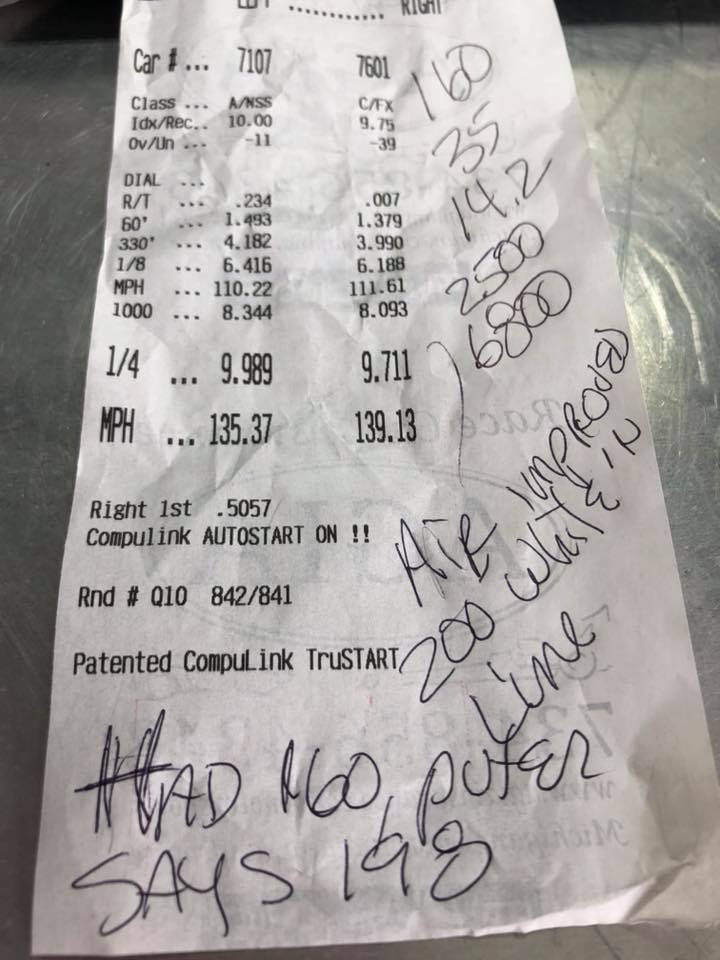 LEFT ............ RIGHT
Car # ... 7107 7601
Class ... A/NSS C/FX
Idx/Rec.. 10.00 9.75
Ov/Un ... -11 -39
DIAL ...
R/T ... .234 .007
60' ... 1.493 1.379
330' ... 4.182 3.990
1/8 ... 6.416 6.188
MPH ... 110.22 111.61
1000 ... 8.344 8.093
1/4 ... 9.989 9.711
MPH ... 135.37 139.13
Right 1st .5057
Compulink AUTOSTART ON !!
Rnd # Q10 842/841
Patented CompuLink TruSTART
160
35
14.2
2500
6800
AIR IMPROVED
200 WHITE IN
LINE
HAD 160, PUTER
SAYS 198